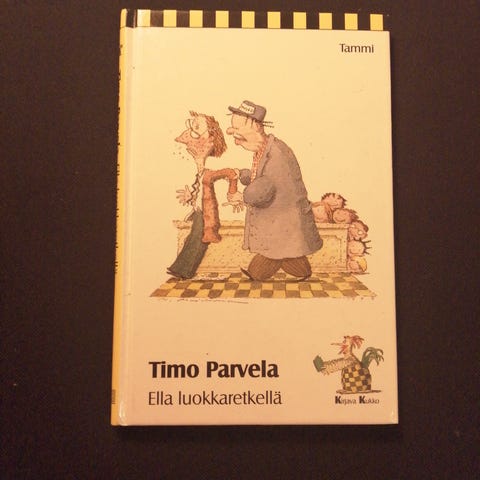 Tammi
Timo Parvela
Ella luokkaretkellä
Kirjava Kukko